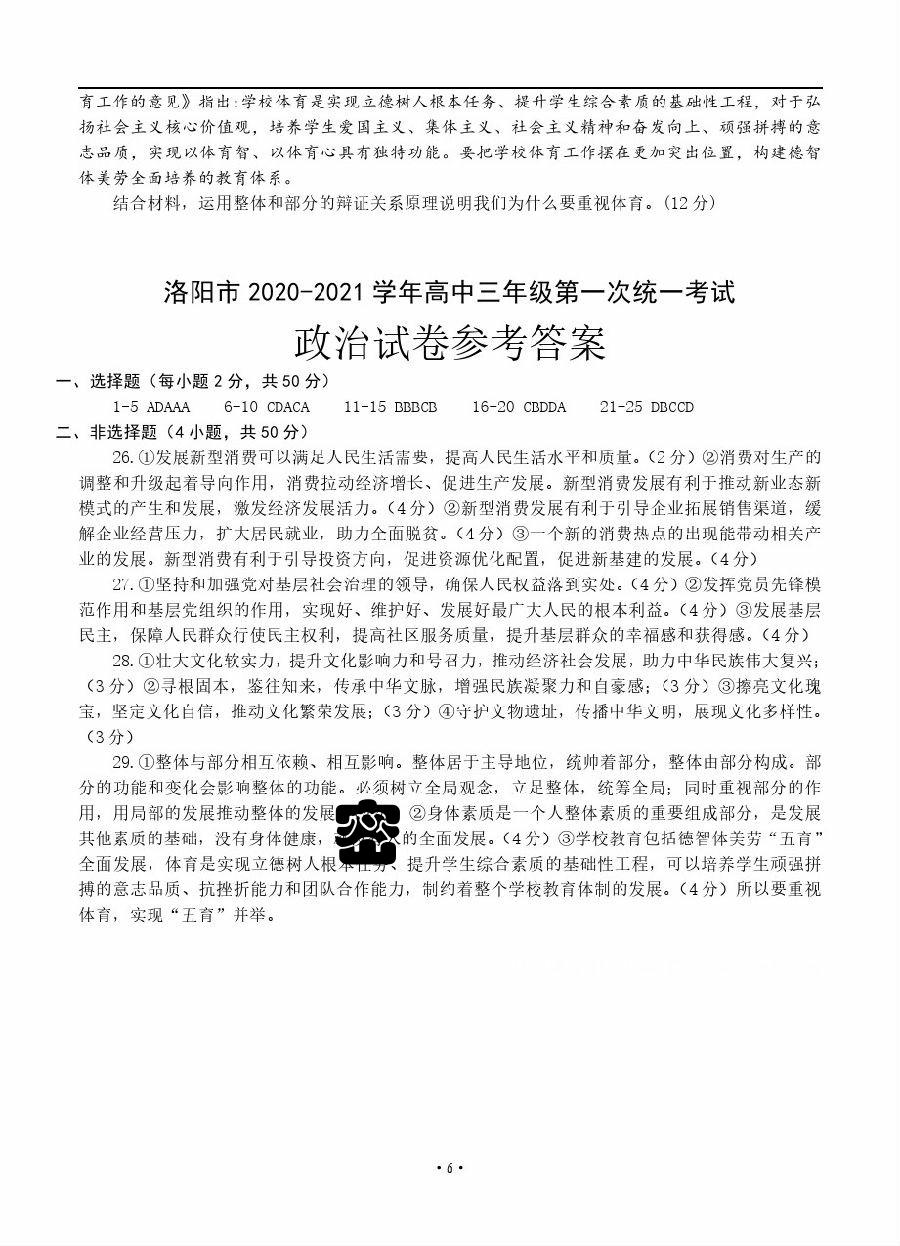 育工作的意见》指出:学校体育是实现立德树人根本任务、提升学生综合素质的基础性工程，对于弘
扬社会主义核心价值观，培养学生爱国主义、集体主义、社会主义精神和奋发向上、顽强拼搏的意
志品质，实现以体育智、以体育心具有独特功能。要把学校体育工作摆在更加突出位置，构建德智
体美劳全面培养的教育体系。
结合材料，运用整体和部分的辩证关系原理说明我们为什么要重视体育。(12 分)
洛阳市 2020-2021 学年高中三年级第一次统一考试
政治试卷参考答案
一、选择题（每小题 2 分，共 50 分）
1-5 ADAAA 6-10 CDACA 11-15 BBBCB 16-20 CBDDA 21-25 DBCCD
二、非选择题（4 小题，共 50 分）
26.①发展新型消费可以满足人民生活需要，提高人民生活水平和质量。（2 分）②消费对生产的
调整和升级起着导向作用，消费拉动经济增长、促进生产发展。新型消费发展有利于推动新业态新
模式的产生和发展，激发经济发展活力。（4 分）②新型消费发展有利于引导企业拓展销售渠道，缓
解企业经营压力，扩大居民就业，助力全面脱贫。（4 分）③一个新的消费热点的出现能带动相关产
业的发展。新型消费有利于引导投资方向，促进资源优化配置，促进新基建的发展。（4 分）
27.①坚持和加强党对基层社会治理的领导，确保人民权益落到实处。（4 分）②发挥党员先锋模
范作用和基层党组织的作用，实现好、维护好、发展好最广大人民的根本利益。（4 分）③发展基层
民主，保障人民群众行使民主权利，提高社区服务质量，提升基层群众的幸福感和获得感。（4 分）
28.①壮大文化软实力，提升文化影响力和号召力，推动经济社会发展，助力中华民族伟大复兴；
（3 分）②寻根固本，鉴往知来，传承中华文脉，增强民族凝聚力和自豪感；（3 分）③擦亮文化瑰
宝，坚定文化自信，推动文化繁荣发展；（3 分）④守护文物遗址，传播中华文明，展现文化多样性。
（3 分）
29.①整体与部分相互依赖、相互影响。整体居于主导地位，统帅着部分，整体由部分构成。部
分的功能和变化会影响整体的功能。必须树立全局观念，立足整体，统筹全局；同时重视部分的作
用，用局部的发展推动整体的发展 ②身体素质是一个人整体素质的重要组成部分，是发展
其他素质的基础，没有身体健康， 的全面发展。（4 分）③学校教育包括德智体美劳“五育”
全面发展，体育是实现立德树人根本任务、提升学生综合素质的基础性工程，可以培养学生顽强拼
搏的意志品质、抗挫折能力和团队合作能力，制约着整个学校教育体制的发展。（4 分）所以要重视
体育，实现“五育”并举。
·6·